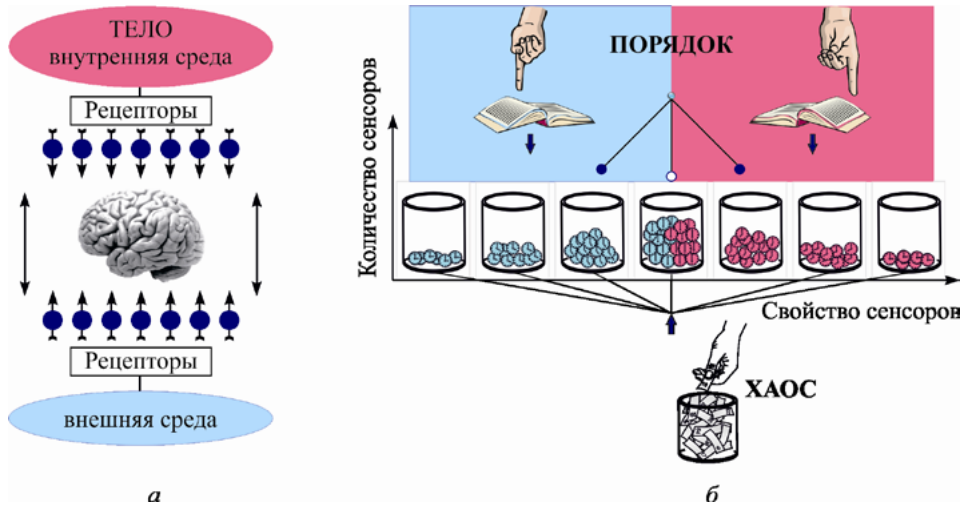 ТЕЛО
внутренняя среда
Рецепторы
Рецепторы
внешняя среда
а
ПОРЯДОК
Количество сенсоров
Свойство сенсоров
ХАОС
б